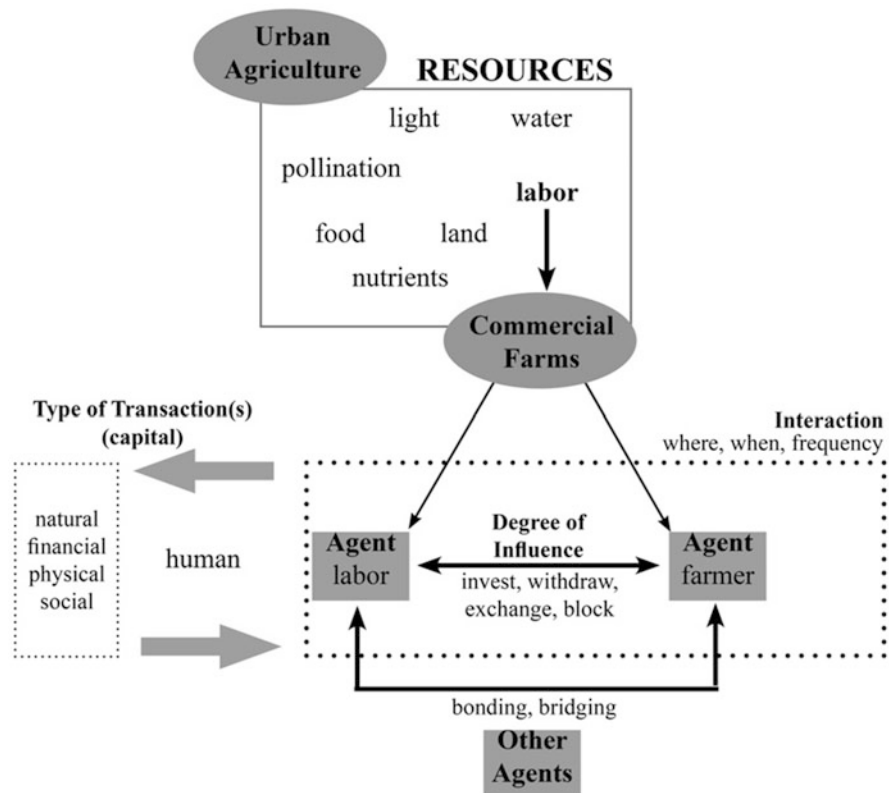 Urban
Agriculture
RESOURCES
light water
pollination
labor
food land
nutrients
Commercial
Farms
Type of Transaction(s)
(capital)
Interaction
where, when, frequency
natural
financial
physical
social
human
Agent
labor
Degree of
Influence
invest, withdraw,
exchange, block
Agent
farmer
bonding, bridging
Other
Agents